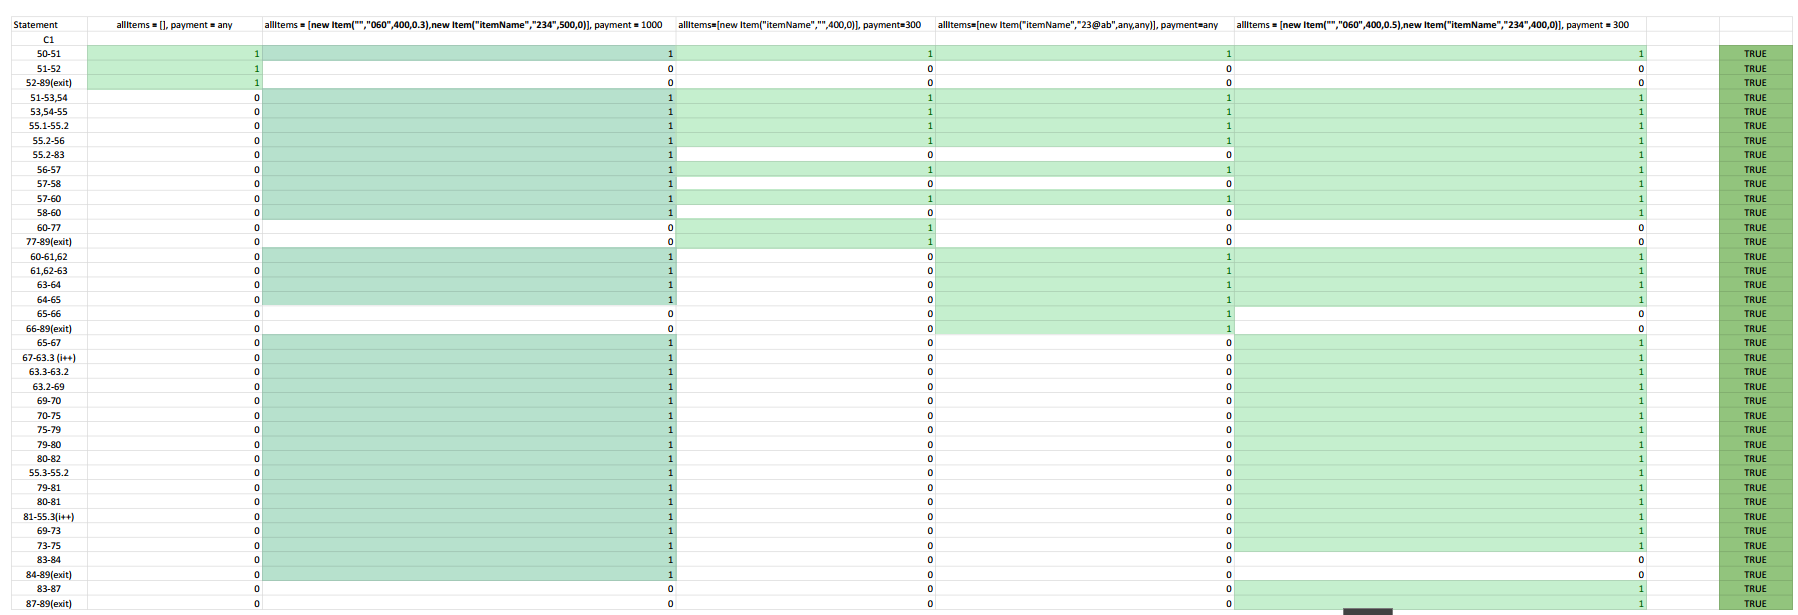 Statement allItems = [], payment = any allItems = [new Item("","060",400,0.3),new Item("itemName","234",500,0)], payment = 1000 allItems=[new Item("itemName","",400,0)], payment=300 allItems=[new Item("itemName","23@ab",any,any)], payment=any allItems = [new Item("","060",400,0.5),new Item("itemName","234",400,0)], payment = 300
C1
50-51 1 1 1 1 1 TRUE
51-52 1 0 0 0 0 TRUE
52-89(exit) 1 0 0 0 0 TRUE
51-53,54 0 1 1 1 1 TRUE
53,54-55 0 1 1 1 1 TRUE
55.1-55.2 0 1 1 1 1 TRUE
55.2-56 0 1 1 1 1 TRUE
55.2-83 0 1 0 0 1 TRUE
56-57 0 1 1 1 1 TRUE
57-58 0 1 0 0 1 TRUE
57-60 0 1 1 1 1 TRUE
58-60 0 1 0 0 1 TRUE
60-77 0 0 1 0 0 TRUE
77-89(exit) 0 0 1 0 0 TRUE
60-61,62 0 1 0 1 1 TRUE
61,62-63 0 1 0 1 1 TRUE
63-64 0 1 0 1 1 TRUE
64-65 0 1 0 1 1 TRUE
65-66 0 0 0 1 0 TRUE
66-89(exit) 0 0 0 1 0 TRUE
65-67 0 1 0 0 1 TRUE
67-63.3 (i++) 0 1 0 0 1 TRUE
63.3-63.2 0 1 0 0 1 TRUE
63.2-69 0 1 0 0 1 TRUE
69-70 0 1 0 0 1 TRUE
70-75 0 1 0 0 1 TRUE
75-79 0 1 0 0 1 TRUE
79-80 0 1 0 0 1 TRUE
80-82 0 1 0 0 1 TRUE
55.3-55.2 0 1 0 0 1 TRUE
79-81 0 1 0 0 1 TRUE
80-81 0 1 0 0 1 TRUE
81-55.3(i++) 0 1 0 0 1 TRUE
69-73 0 1 0 0 1 TRUE
73-75 0 1 0 0 1 TRUE
83-84 0 1 0 0 0 TRUE
84-89(exit) 0 1 0 0 0 TRUE
83-87 0 0 0 0 1 TRUE
87-89(exit) 0 0 0 0 1 TRUE